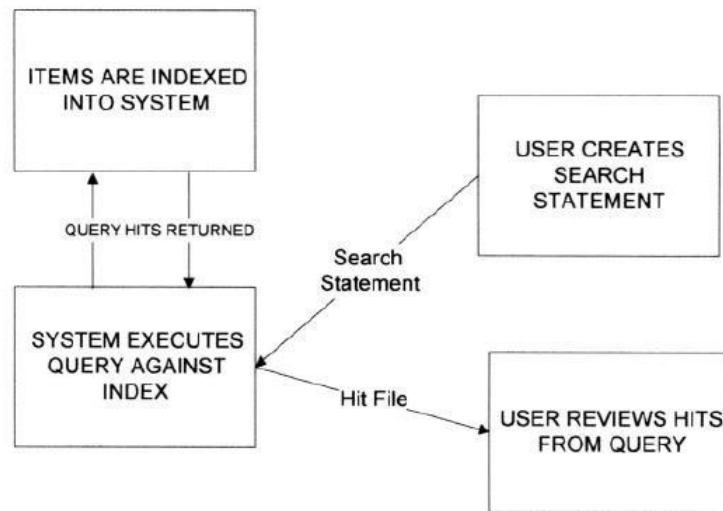 ITEMS ARE INDEXED
INTO SYSTEM
USER CREATES
SEARCH
STATEMENT
QUERY HITS RETURNED
Search
Statement
SYSTEM EXECUTES
QUERY AGAINST
INDEX
Hit File
USER REVIEWS HITS
FROM QUERY